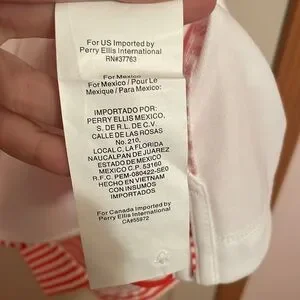 For US Imported by
Perry Ellis International
RN#37763
For Mexico
For Mexico / Pour Le
Mexique / Para Mexico:
IMPORTADO POR:
PERRY ELLIS MEXICO,
S. DE R.L. DE C.V.
CALLE DE LAS ROSAS
No. 210,
LOCAL C, LA FLORIDA
NAUCALPAN DE JUAREZ
ESTADO DE MEXICO
MEXICO C.P. 53160
R.F.C. PEM-080422-SE0
HECHO EN VIETNAM
CON INSUMOS
IMPORTADOS
For Canada Imported by
Perry Ellis International
CA#55972